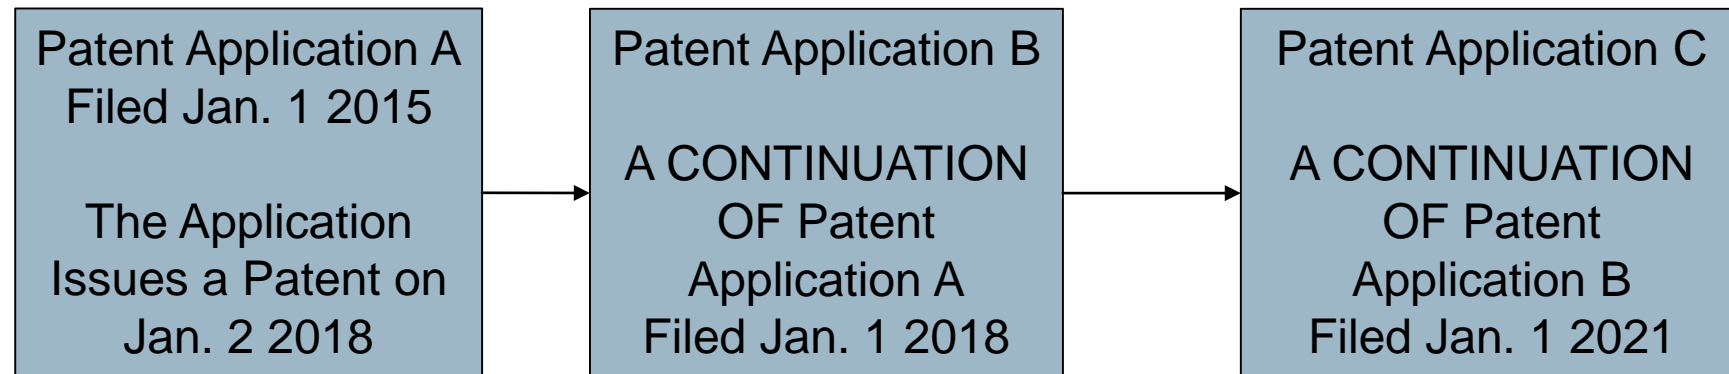 Patent Application A
Filed Jan. 1 2015
The Application
Issues a Patent on
Jan. 2 2018
Patent Application B
A CONTINUATION
OF Patent
Application A
Filed Jan. 1 2018
Patent Application C
A CONTINUATION
OF Patent
Application B
Filed Jan. 1 2021